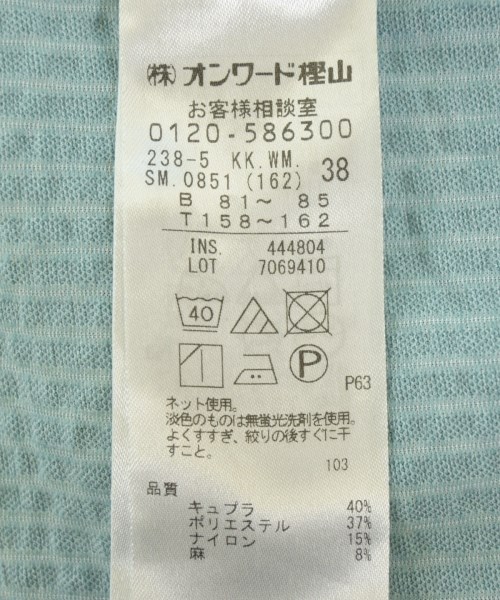 ㈱オンワード樫山
お客様相談室
0120-586300
238-5 KK.WM. 38
SM.0851 (162)
B 81～ 85
T 158～162
INS. 444804
LOT 7069410
40
P
P63
ネット使用。
淡色のものは無蛍光洗剤を使用。
よくすすぎ、絞りの後すぐに干
すこと。
103
品質
キュプラ 40%
ポリエステル 37%
ナイロン 15%
麻 8%